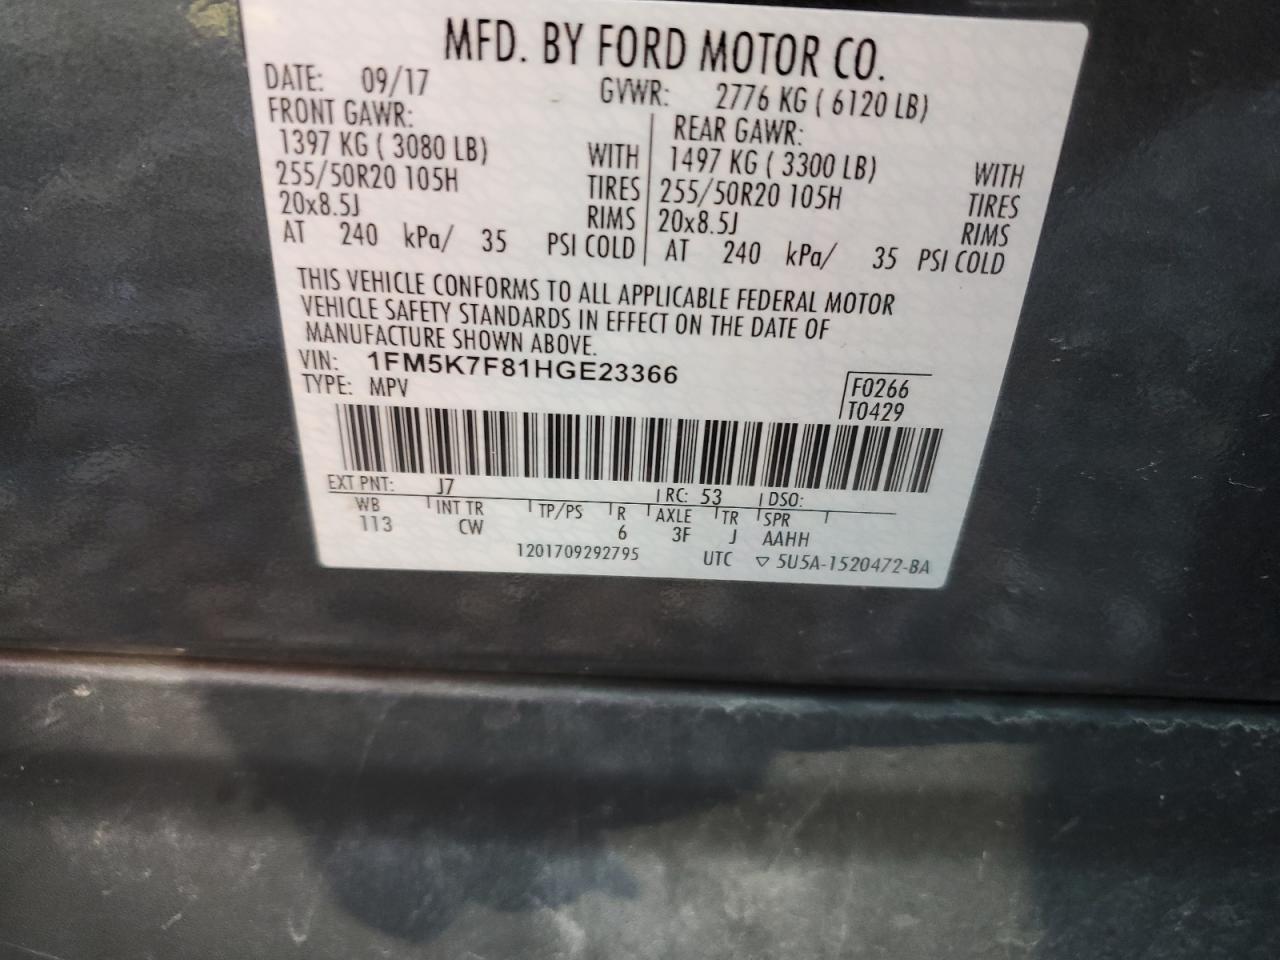 MFD. BY FORD MOTOR CO.
DATE: 09/17 GVWR: 2776 KG ( 6120 LB)
FRONT GAWR: REAR GAWR:
1397 KG ( 3080 LB) WITH 1497 KG ( 3300 LB) WITH
255/50R20 105H TIRES 255/50R20 105H TIRES
20x8.5J RIMS 20x8.5J RIMS
AT 240 kPa/ 35 PSI COLD AT 240 kPa/ 35 PSI COLD
THIS VEHICLE CONFORMS TO ALL APPLICABLE FEDERAL MOTOR
VEHICLE SAFETY STANDARDS IN EFFECT ON THE DATE OF
MANUFACTURE SHOWN ABOVE.
VIN: 1FM5K7F81HGE23366
TYPE: MPV F0266
T0429
EXT PNT: J7 RC: 53 DSO:
WB INT TR TP/PS R AXLE TR SPR
113 CW 6 3F J AAHH
1201709292795 UTC ▽ 5U5A-1520472-BA